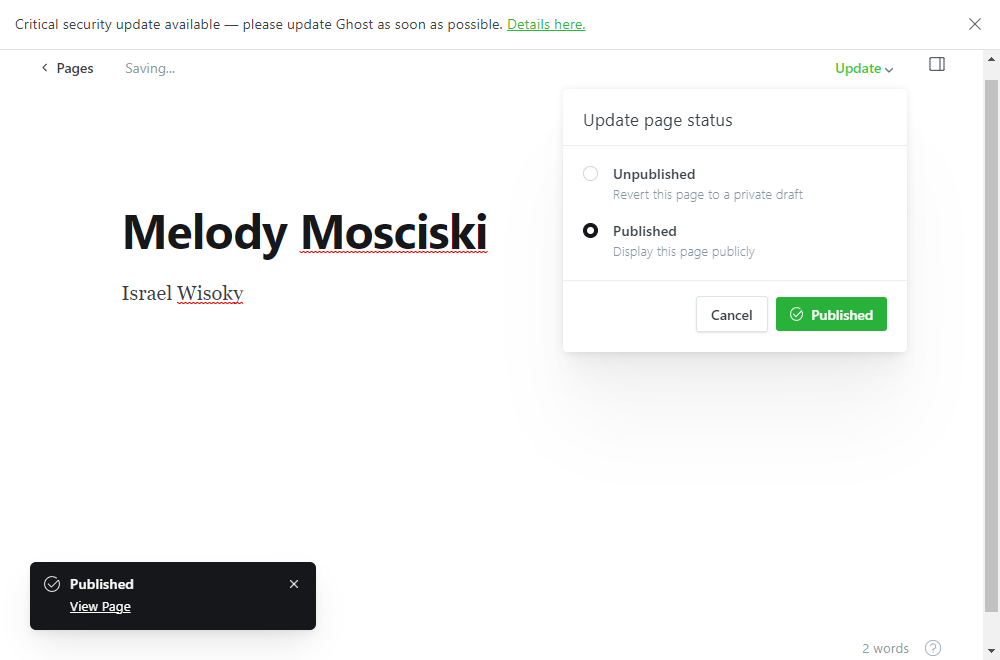 Critical security update available — please update Ghost as soon as possible. Details here.
Pages
Saving...
Update
Update page status
Unpublished
Revert this page to a private draft
Published
Display this page publicly
Cancel
Published
Melody Mosciski
Israel Wisoky
Published
View Page
2 words
?